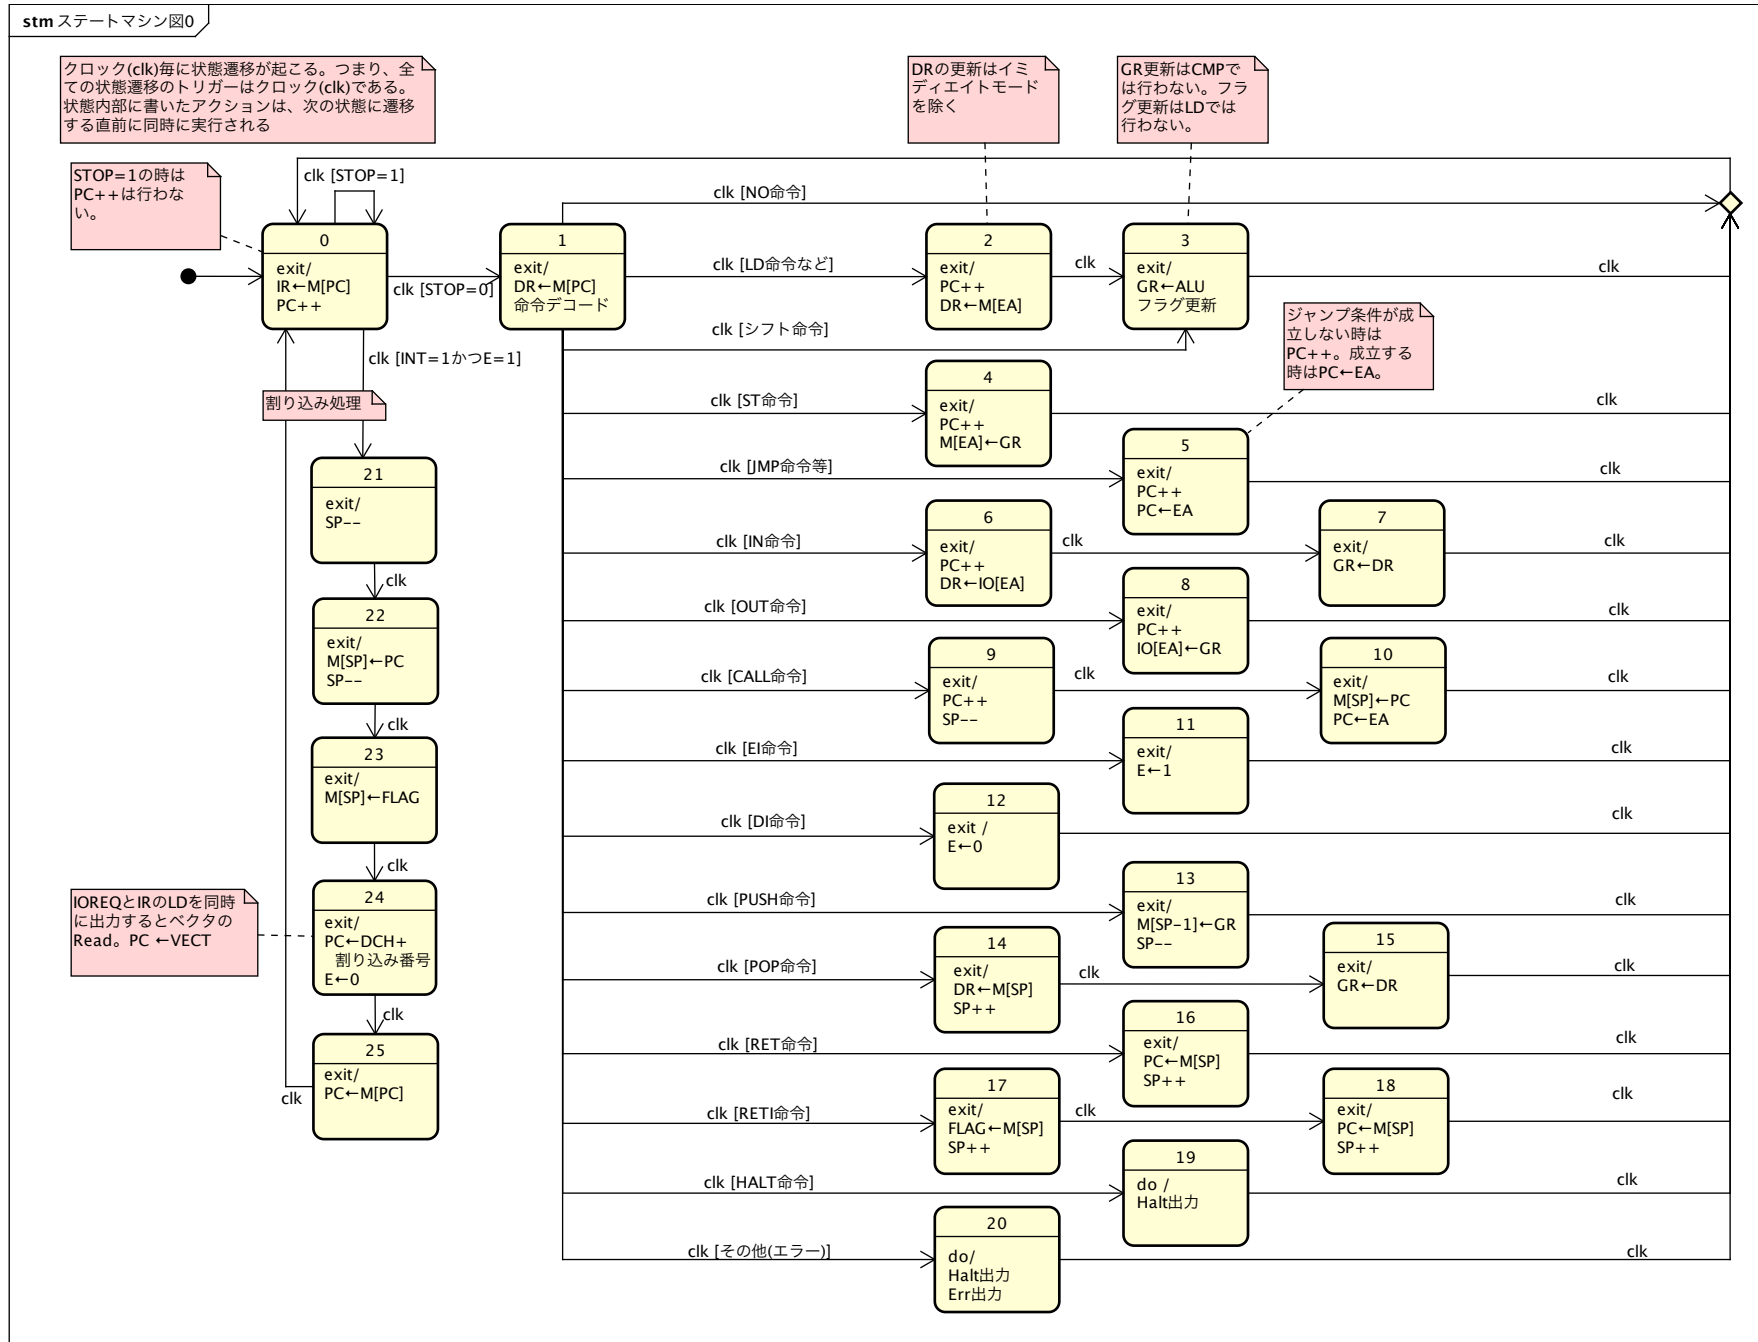 stm ステートマシン図0
クロック(clk)毎に状態遷移が起こる。つまり、全
ての状態遷移のトリガーはクロック(clk)である。
状態内部に書いたアクションは、次の状態に遷移
する直前に同時に実行される
DRの更新はイミ
ディエイトモード
を除く
GR更新はCMPで
は行わない。フラ
グ更新はLDでは
行わない。
STOP=1の時は
PC++は行わな
い。
clk [STOP=1]
clk [NO命令]
0
exit/
IR←M[PC]
PC++
clk [STOP=0]
1
exit/
DR←M[PC]
命令デコード
clk [LD命令など]
2
exit/
PC++
DR←M[EA]
clk
3
exit/
GR←ALU
フラグ更新
clk
clk [シフト命令]
ジャンプ条件が成
立しない時は
PC++。成立する
時はPC←EA。
clk [INT=1かつE=1]
割り込み処理
clk [ST命令]
4
exit/
PC++
M[EA]←GR
clk
clk [JMP命令等]
5
exit/
PC++
PC←EA
clk
21
exit/
SP--
clk
clk [IN命令]
6
exit/
PC++
DR←IO[EA]
clk
7
exit/
GR←DR
clk
clk [OUT命令]
8
exit/
PC++
IO[EA]←GR
clk
22
exit/
M[SP]←PC
SP--
clk
clk [CALL命令]
9
exit/
PC++
SP--
clk
10
exit/
M[SP]←PC
PC←EA
clk
clk [EI命令]
11
exit/
E←1
clk
23
exit/
M[SP]←FLAG
clk
clk [DI命令]
12
exit /
E←0
clk
IOREQとIRのLDを同時
に出力するとベクタの
Read。PC ←VECT
24
exit/
PC←DCH+
割り込み番号
E←0
clk
clk [PUSH命令]
13
exit/
M[SP-1]←GR
SP--
clk
clk [POP命令]
14
exit/
DR←M[SP]
SP++
clk
15
exit/
GR←DR
clk
25
exit/
PC←M[PC]
clk
clk [RET命令]
16
exit/
PC←M[SP]
SP++
clk
clk [RETI命令]
17
exit/
FLAG←M[SP]
SP++
clk
18
exit/
PC←M[SP]
SP++
clk
clk [HALT命令]
19
do /
Halt出力
clk
clk [その他(エラー)]
20
do/
Halt出力
Err出力
clk